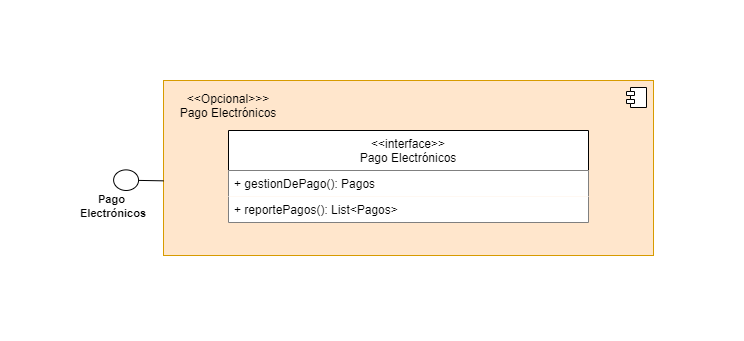 <<Opcional>>>
Pago Electrónicos
<<interface>>
Pago Electrónicos
+ gestionDePago(): Pagos
+ reportePagos(): List<Pagos>
Pago
Electrónicos